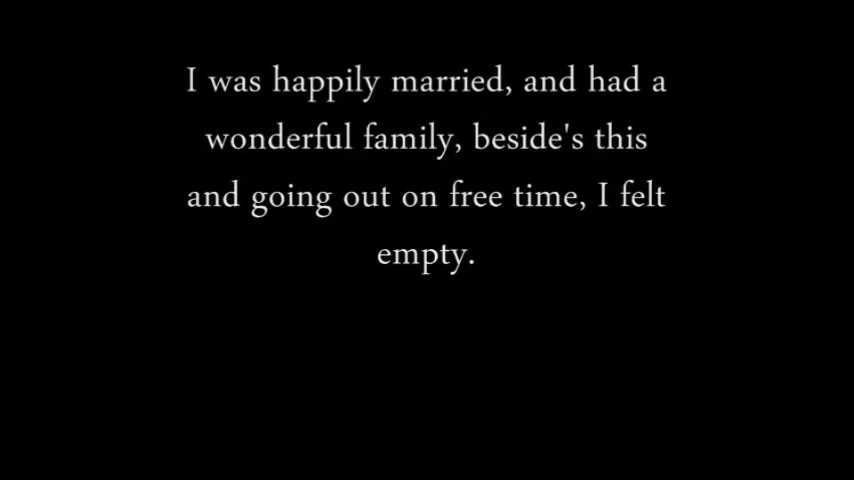 I was happily married, and had a
wonderful family, beside's this
and going out on free time, I felt
empty.